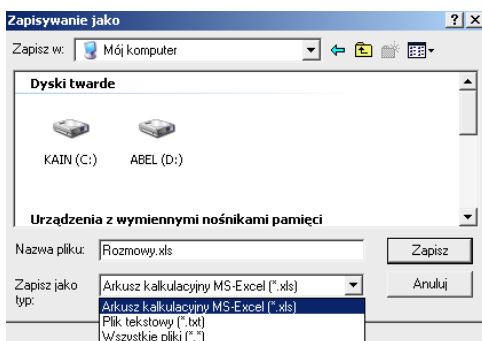 Zapisywanie jako
Zapisz w: Mój komputer
Dyski twarde
KAIN (C:) ABEL (D:)
Urządzenia z wymiennymi nośnikami pamięci
Nazwa pliku: Rozmowy.xls Zapisz
Zapisz jako typ: Arkusz kalkulacyjny MS-Excel (*.xls) Anuluj
Arkusz kalkulacyjny MS-Excel (*.xls)
Plik tekstowy (*.txt)
Wszystkie pliki (*.*)